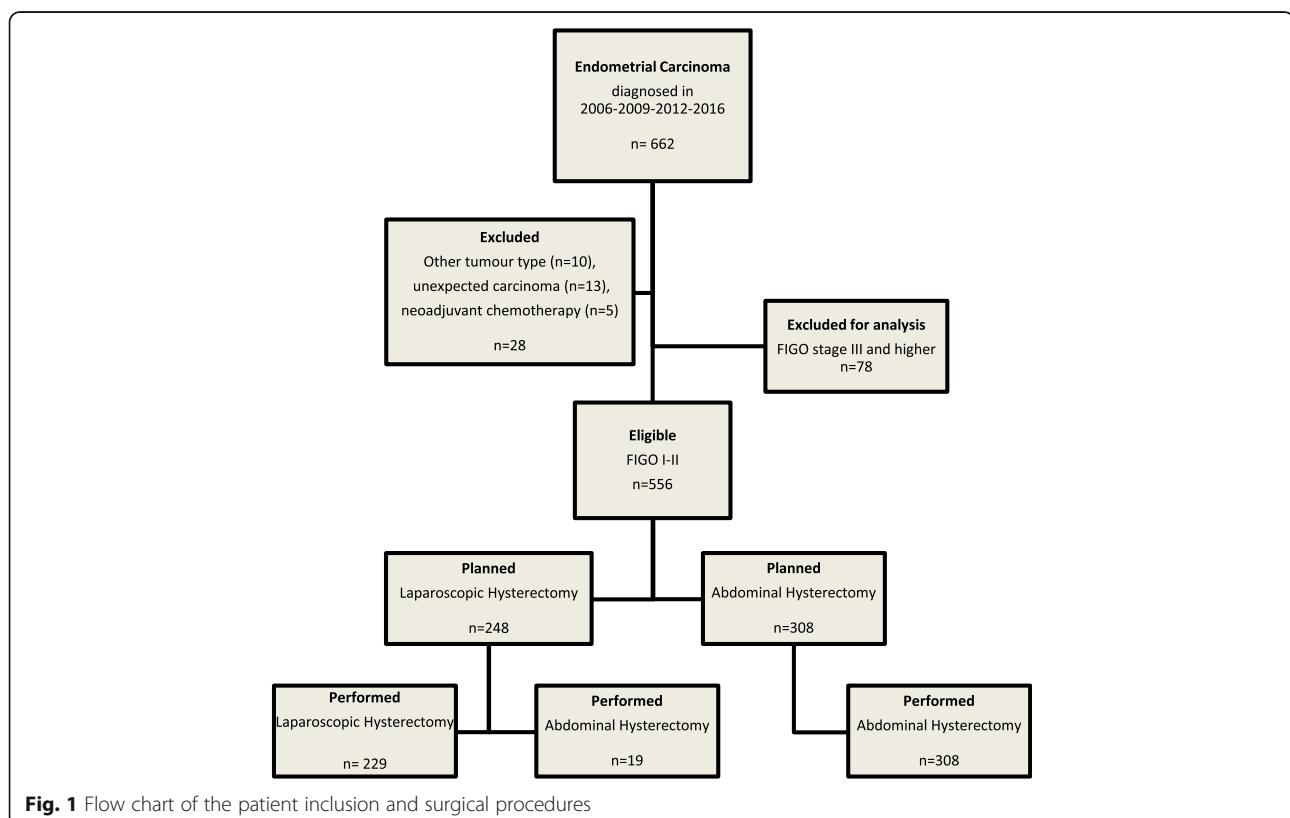 Endometrial Carcinoma
diagnosed in
2006-2009-2012-2016
n= 662
Excluded
Other tumour type (n=10),
unexpected carcinoma (n=13),
neoadjuvant chemotherapy (n=5)
n=28
Excluded for analysis
FIGO stage III and higher
n=78
Eligible
FIGO I-II
n=556
Planned
Laparoscopic Hysterectomy
n=248
Planned
Abdominal Hysterectomy
n=308
Performed
Laparoscopic Hysterectomy
n= 229
Performed
Abdominal Hysterectomy
n=19
Performed
Abdominal Hysterectomy
n=308
Fig. 1 Flow chart of the patient inclusion and surgical procedures